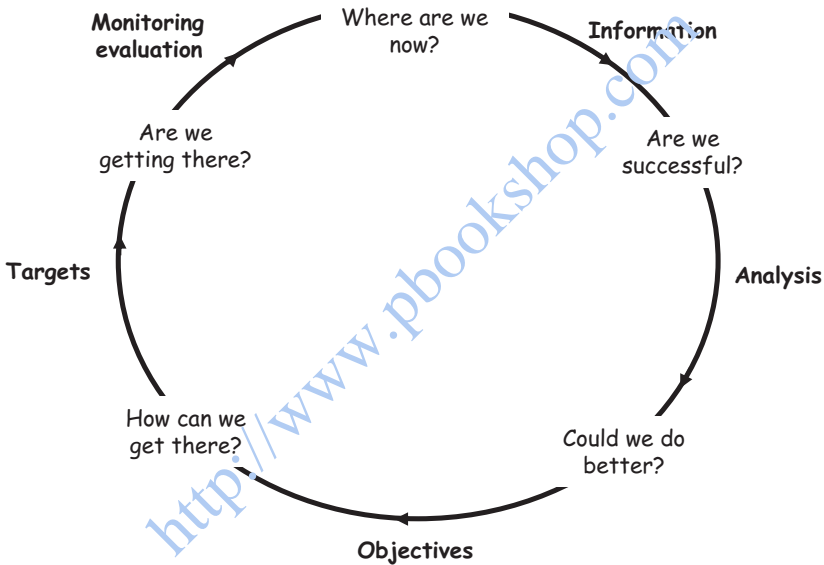 Where are we
now?
Information
Are we
successful?
Analysis
Could we do
better?
Objectives
How can we
get there?
Targets
Are we
getting there?
Monitoring
evaluation
http://www.pbookshop.com